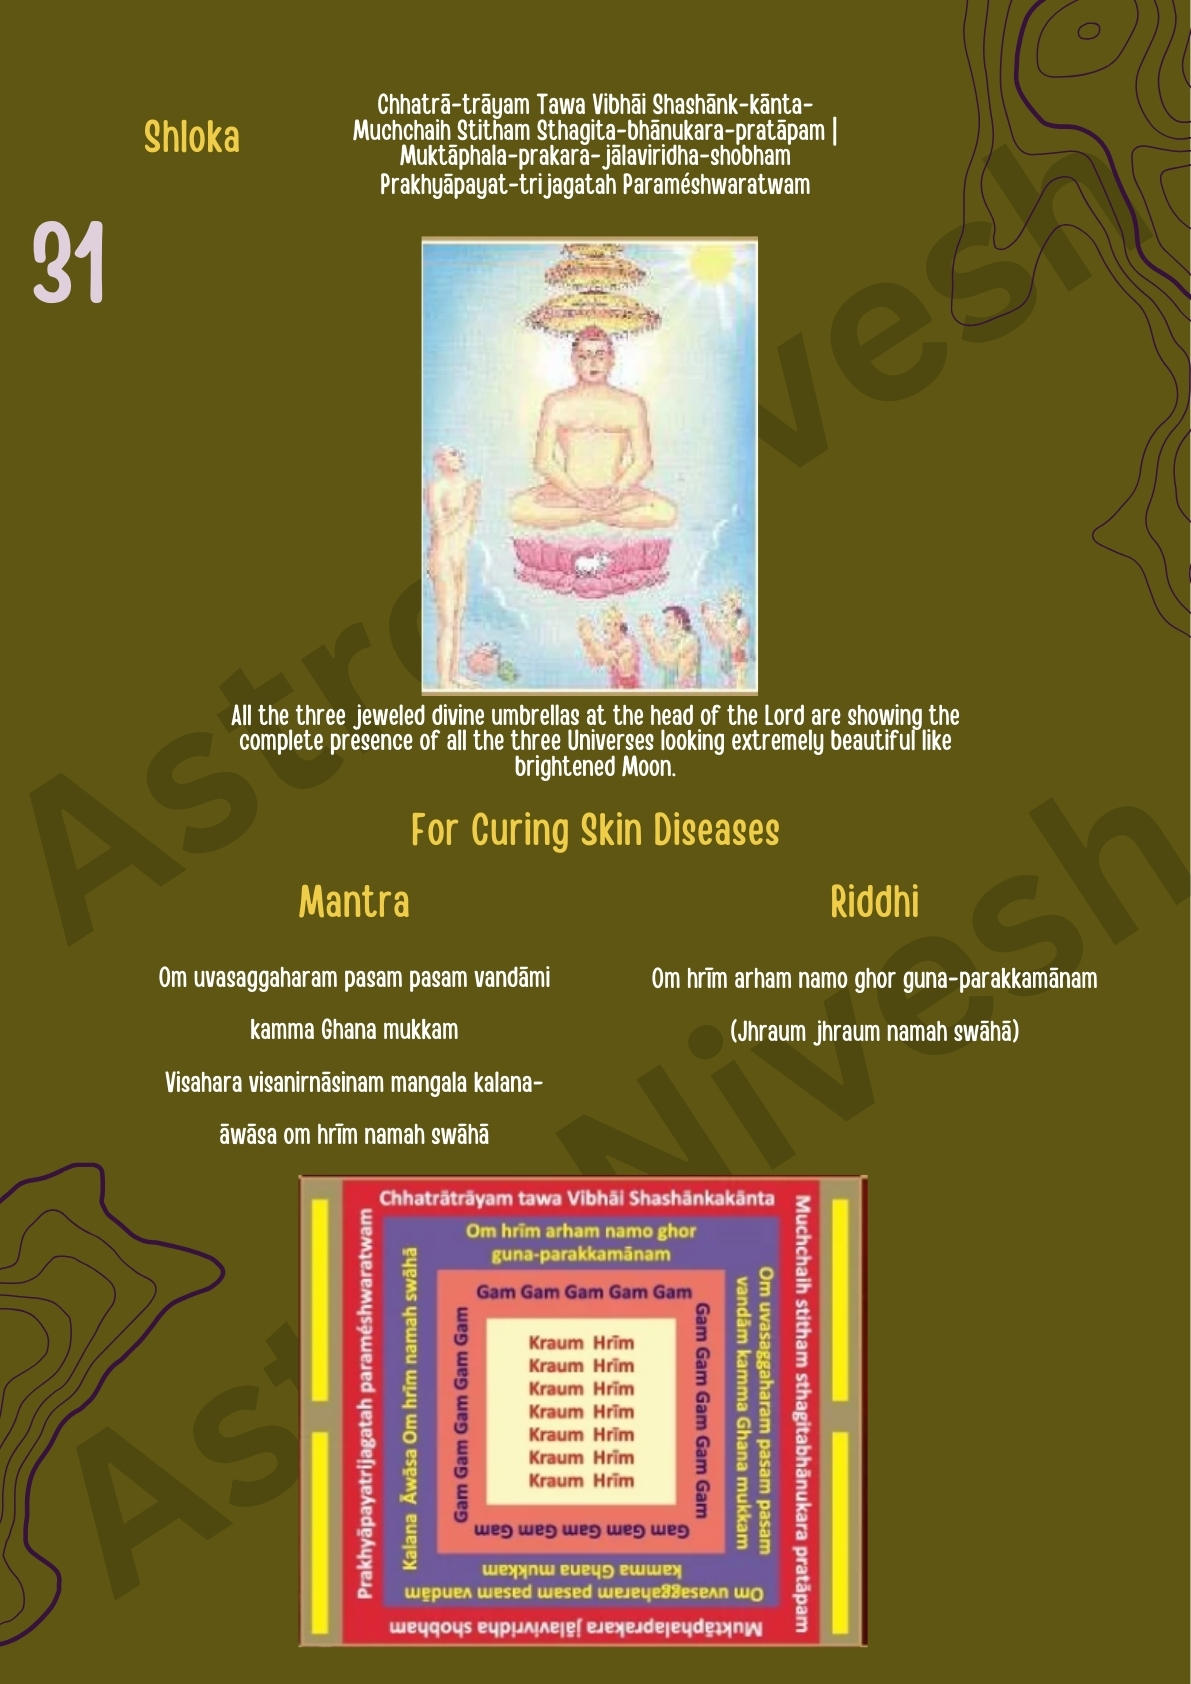 Shloka
31
Chhatrā-trāyam Tawa Vibhāi Shashānk-kānta-
Muchchaih Stitham Sthagita-bhānukara-pratāpam |
Muktāphala-prakara-jālaviridha-shobham
Prakhyāpayat-trijagatah Paraméshwaratwam
All the three jeweled divine umbrellas at the head of the Lord are showing the
complete presence of all the three Universes looking extremely beautiful like
brightened Moon.
For Curing Skin Diseases
Mantra
Om uvasaggaharam pasam pasam vandāmi
kamma Ghana mukkam
Visahara visanirnāsinam mangala kalana-
āwāsa om hrīm namah swāhā
Riddhi
Om hrīm arham namo ghor guna-parakkamānam
(Jhraum jhraum namah swāhā)
Chhatrātrāyam tawa Vibhāi Shashānkakānta
Muchchaih stitham sthagitabhānukara pratāpam
Muktāphalaprakara jālavivridha shobham
Prakhyāpayatrijagatah paraméshwaratwam
Om hrīm arham namo ghor
guna-parakkamānam
Om uvasaggaharam pasam pasam
vandām kamma Ghana mukkam
Om uvasaggaharam pasam pasam vandām
kamma Ghana mukkam
Kalana Āwāsa Om hrīm namah swāhā
Gam Gam Gam Gam Gam
Gam Gam Gam Gam Gam Gam
Gam Gam Gam Gam Gam
Gam Gam Gam Gam Gam Gam
Kraum Hrīm
Kraum Hrīm
Kraum Hrīm
Kraum Hrīm
Kraum Hrīm
Kraum Hrīm
Kraum Hrīm
Astro
vesh
Ast
Nivesh